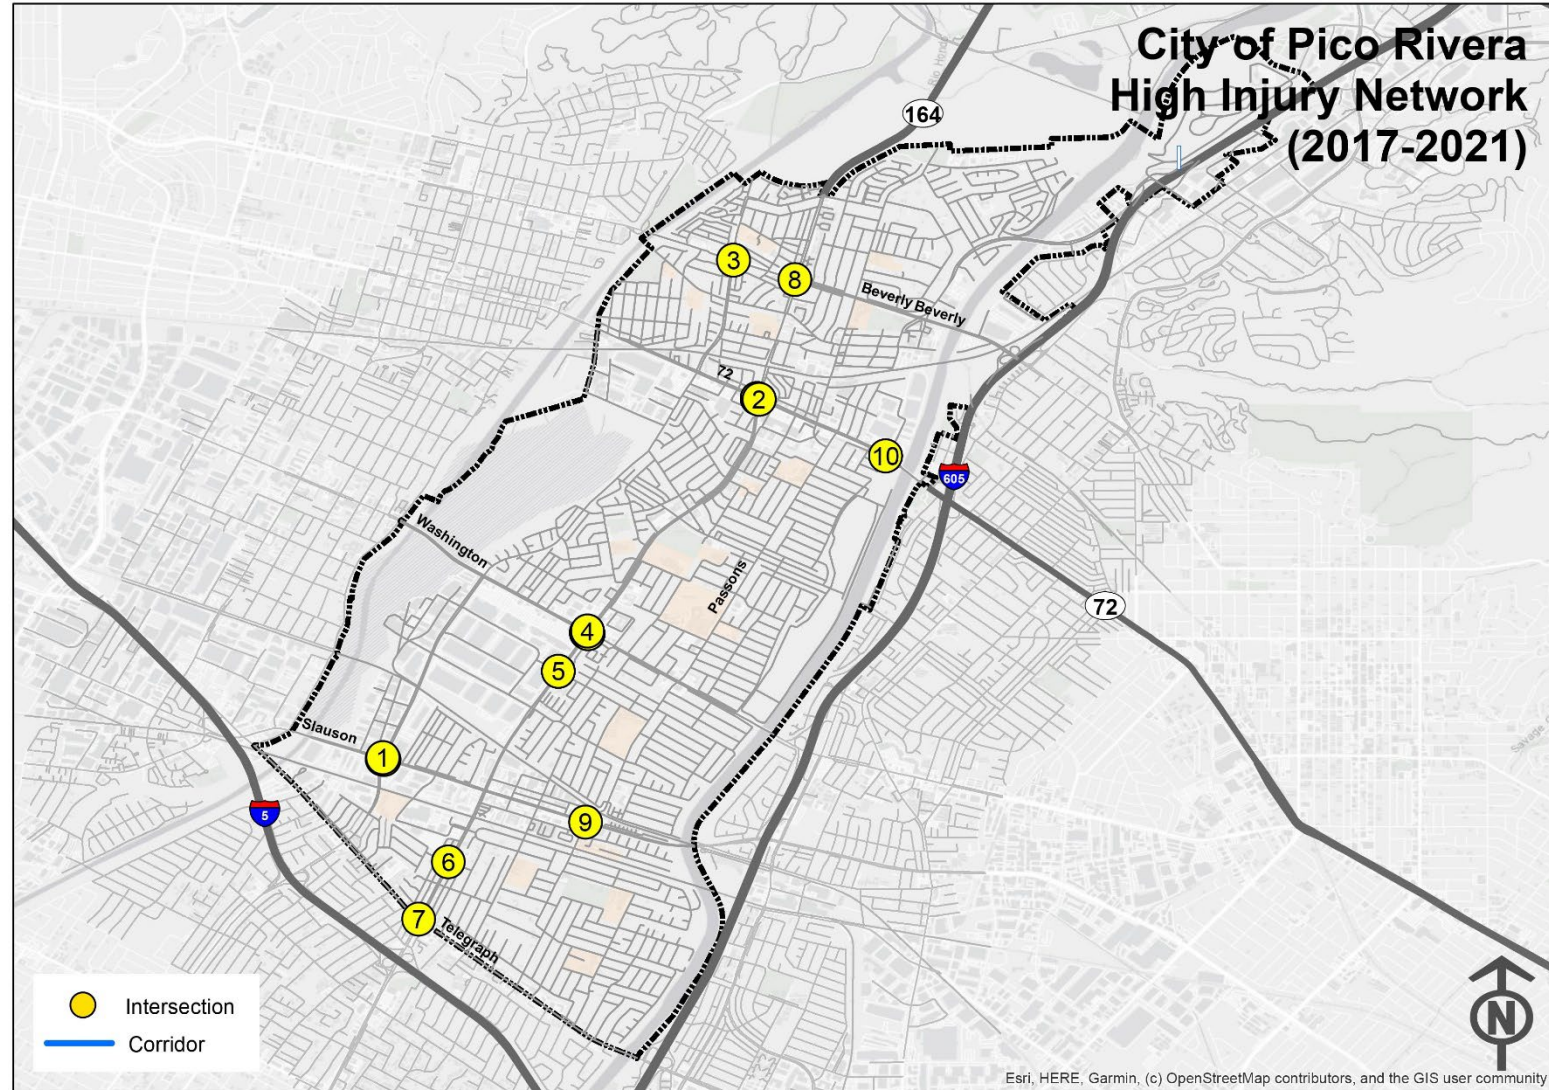 City of Pico Rivera
High Injury Network
(2017-2021)
164
Rio Hondo
3
8
Beverly Beverly
72
2
10
605
Washington
Passons
72
4
5
Slauson
1
5
9
6
7
Telegraph
Intersection
Corridor
N
Esri, HERE, Garmin, (c) OpenStreetMap contributors, and the GIS user community